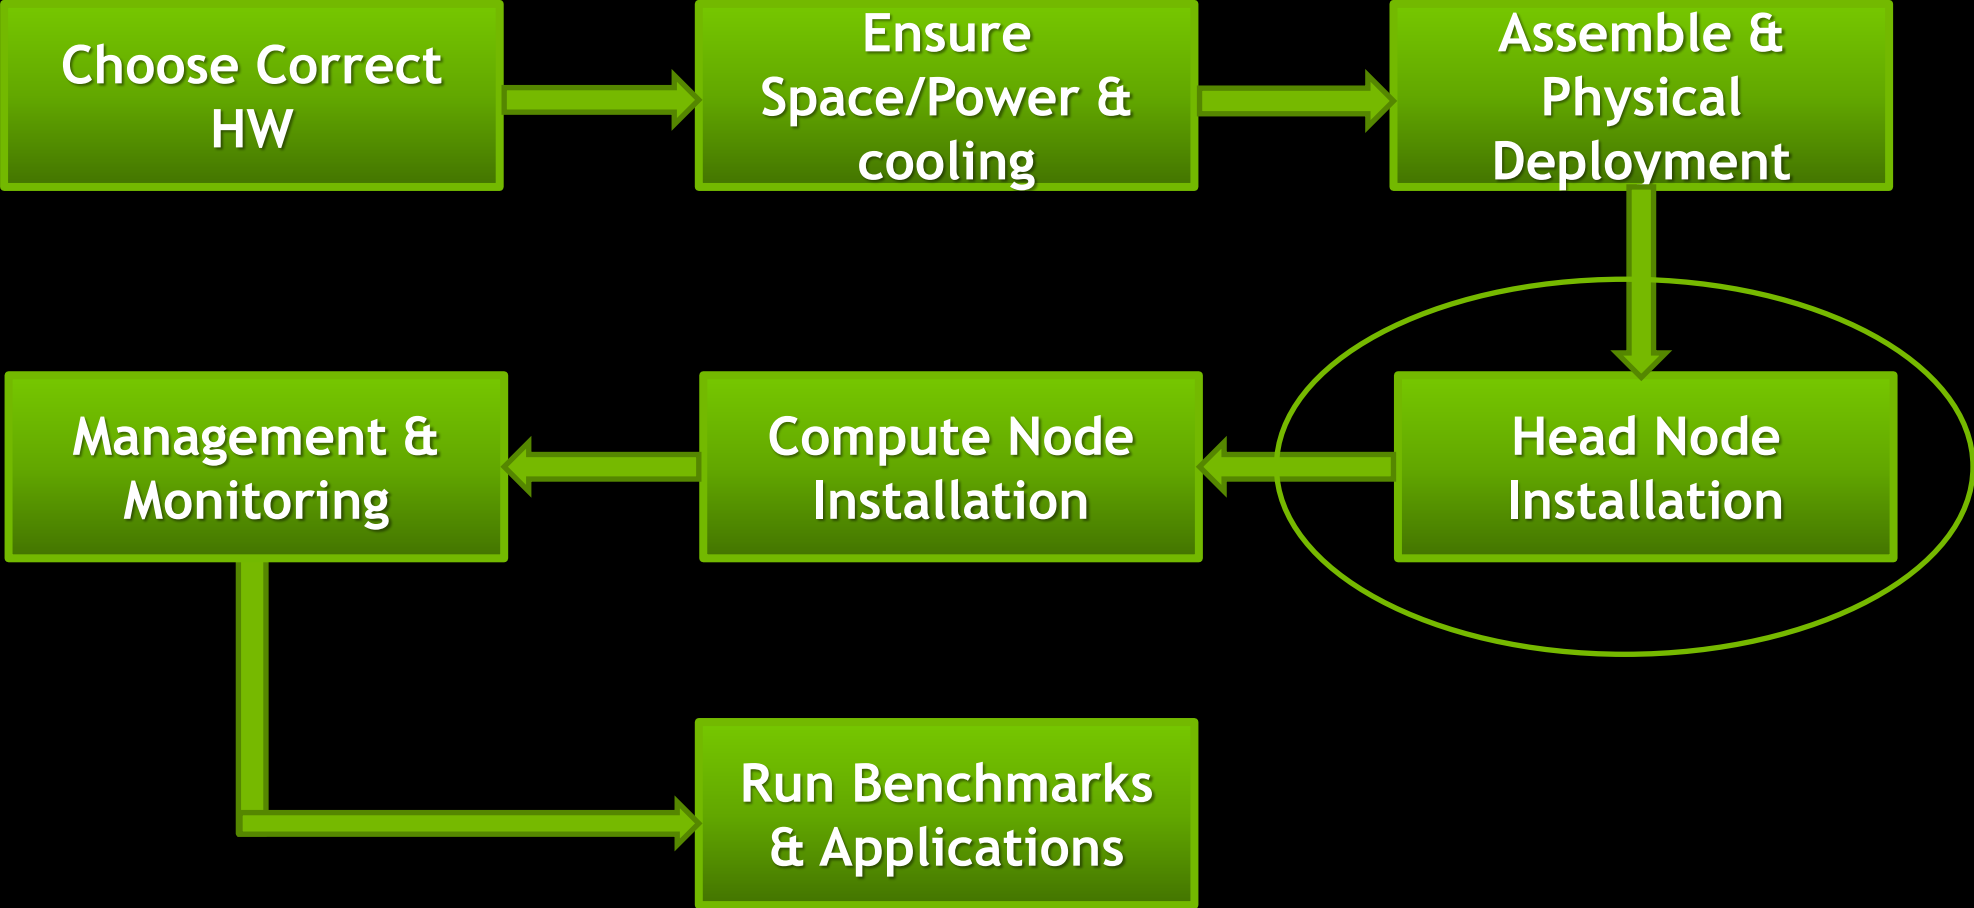 Choose Correct
HW
Ensure
Space/Power &
cooling
Assemble &
Physical
Deployment
Head Node
Installation
Compute Node
Installation
Management &
Monitoring
Run Benchmarks
& Applications